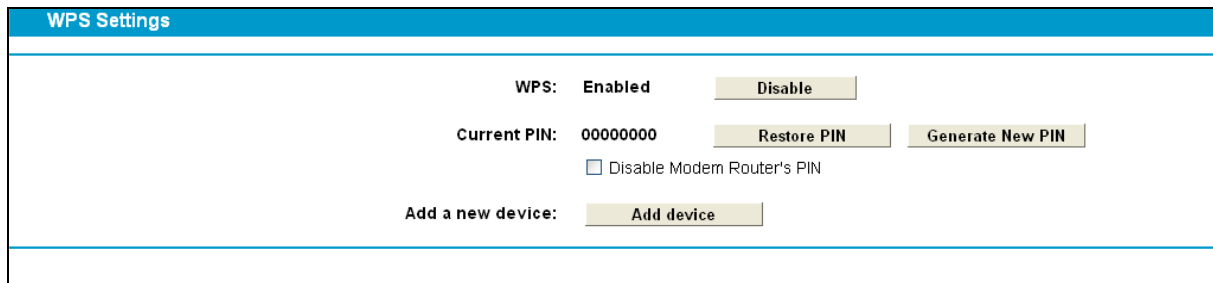 WPS Settings
WPS: Enabled Disable
Current PIN: 00000000 Restore PIN Generate New PIN
Disable Modem Router's PIN
Add a new device: Add device